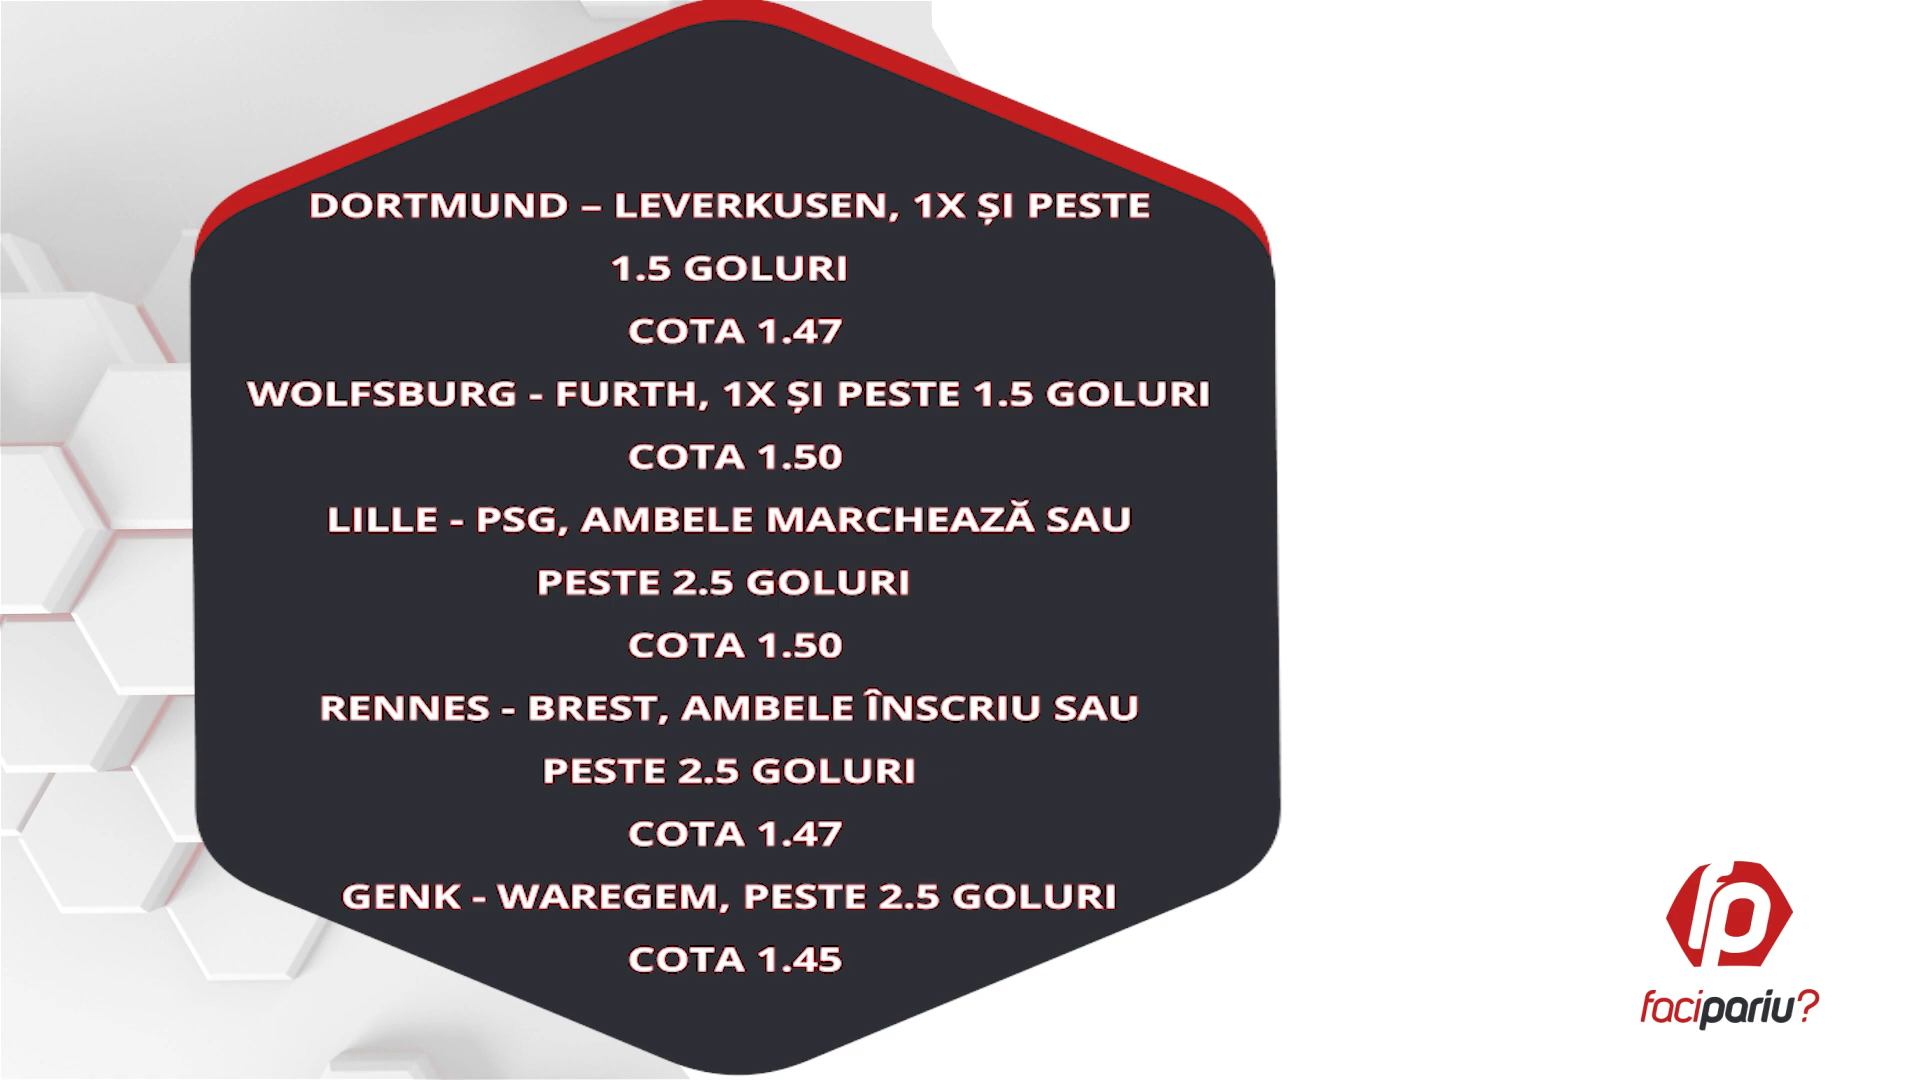 DORTMUND – LEVERKUSEN, 1X ȘI PESTE
1.5 GOLURI
COTA 1.47
WOLFSBURG - FURTH, 1X ȘI PESTE 1.5 GOLURI
COTA 1.50
LILLE - PSG, AMBELE MARCHEAZĂ SAU
PESTE 2.5 GOLURI
COTA 1.50
RENNES - BREST, AMBELE ÎNSCRIU SAU
PESTE 2.5 GOLURI
COTA 1.47
GENK - WAREGEM, PESTE 2.5 GOLURI
COTA 1.45
facipariu?